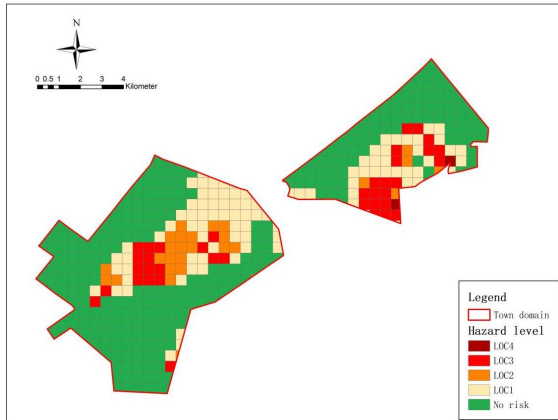 N
0 0.5 1 2 3 4
Kilometer
Legend
Town domain
Hazard level
LOC4
LOC3
LOC2
LOC1
No risk